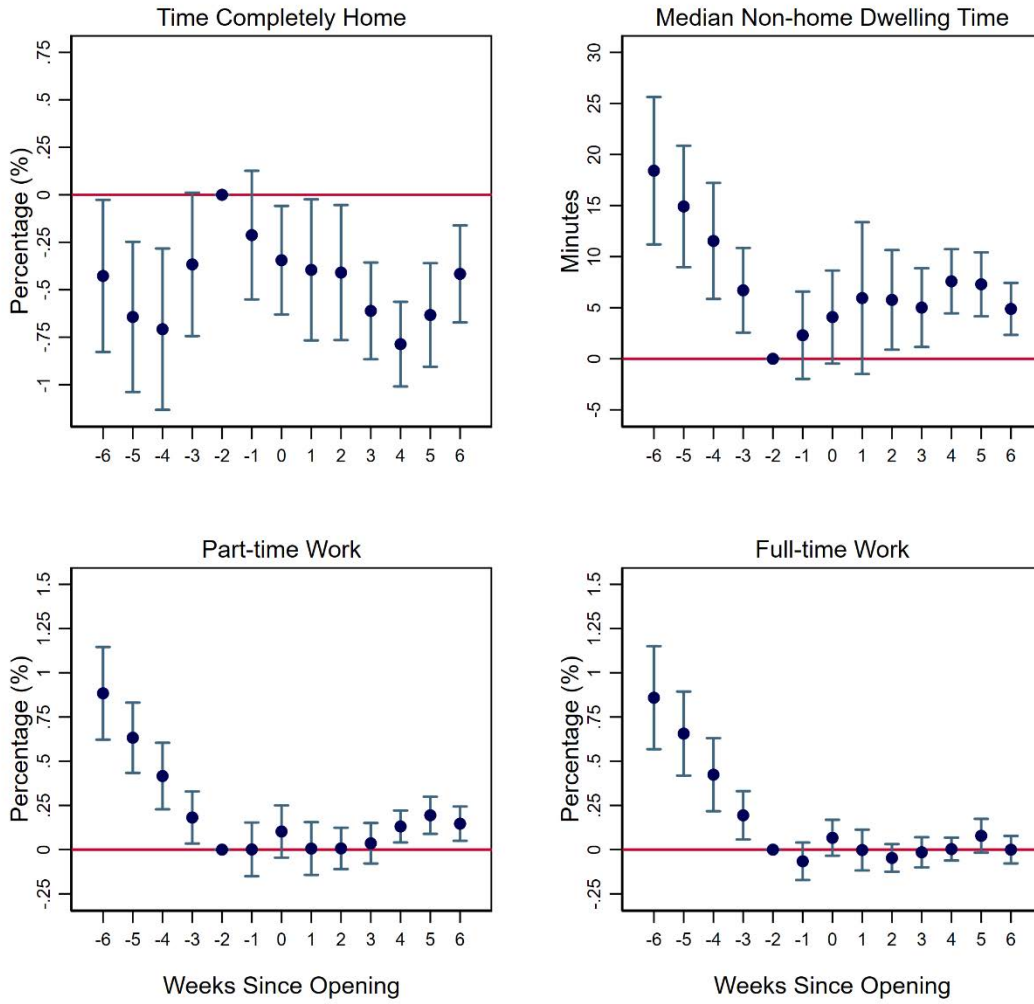 Time Completely Home
Percentage (%)
.75
.5
.25
0
-.25
-.5
-.75
-1
-6 -5 -4 -3 -2 -1 0 1 2 3 4 5 6
Median Non-home Dwelling Time
Minutes
30
25
20
15
10
5
0
-5
-6 -5 -4 -3 -2 -1 0 1 2 3 4 5 6
Part-time Work
Percentage (%)
1.5
1.25
1
.75
.5
.25
0
-.25
-6 -5 -4 -3 -2 -1 0 1 2 3 4 5 6
Weeks Since Opening
Full-time Work
Percentage (%)
1.5
1.25
1
.75
.5
.25
0
-.25
-6 -5 -4 -3 -2 -1 0 1 2 3 4 5 6
Weeks Since Opening